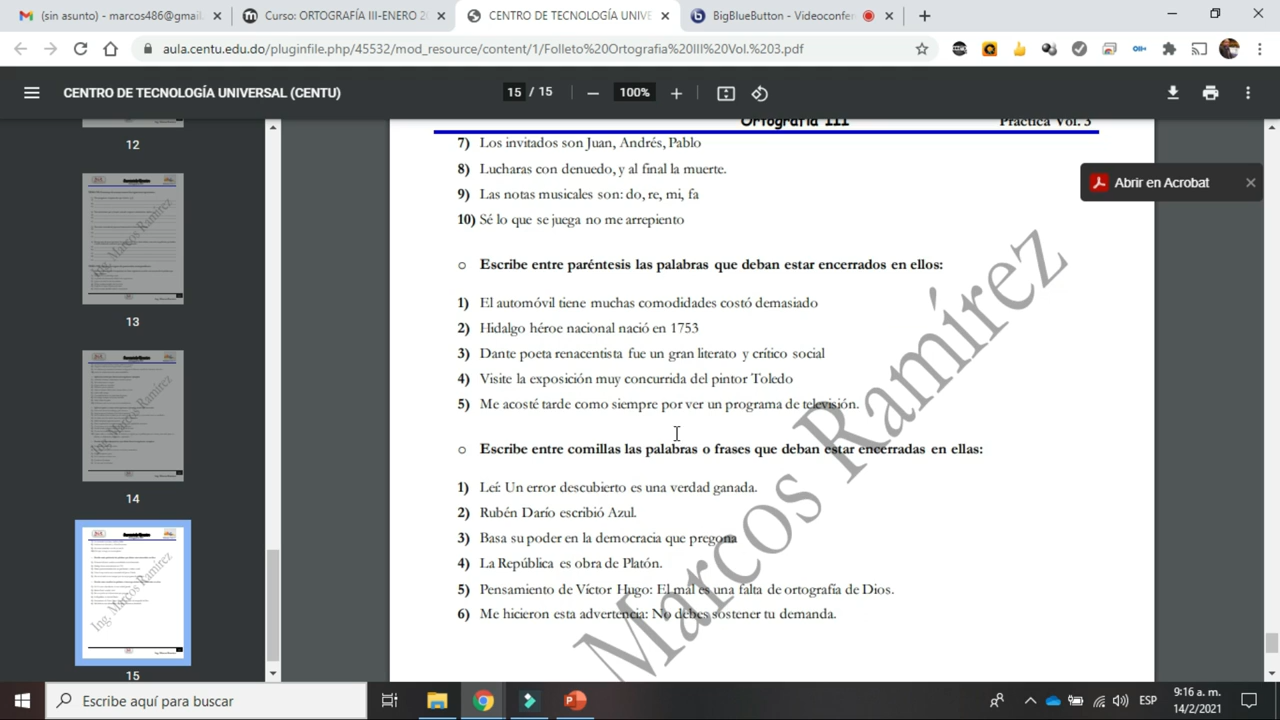 (sin asunto) - marcos486@gmail.
Curso: ORTOGRAFÍA III-ENERO 20
CENTRO DE TECNOLOGÍA UNIVE
BigBlueButton - Videoconfer
aula.centu.edu.do/pluginfile.php/45532/mod_resource/content/1/Folleto%20Ortografia%20III%20Vol.%203.pdf
CENTRO DE TECNOLOGÍA UNIVERSAL (CENTU)
15 / 15
100%
Ortografía III
Práctica Vol. 3
12
13
14
15
Abrir en Acrobat
7) Los invitados son Juan, Andrés, Pablo
8) Lucharas con denuedo, y al final la muerte.
9) Las notas musicales son: do, re, mi, fa
10) Sé lo que se juega no me arrepiento
o Escribe entre paréntesis las palabras que deban estar encerrados en ellos:
1) El automóvil tiene muchas comodidades costó demasiado
2) Hidalgo héroe nacional nació en 1753
3) Dante poeta renacentista fue un gran literato y crítico social
4) Visite la exposición muy concurrida del pintor Toledo
5) Me acosté tarde como siempre por ver un programa de televisión.
o Escribe entre comillas las palabras o frases que deban estar encerradas en ellas:
1) Leí: Un error descubierto es una verdad ganada.
2) Rubén Darío escribió Azul.
3) Basa su poder en la democracia que pregona
4) La República es obra de Platón.
5) Pensamiento de Víctor Hugo: El mal es una falta de ortografía de Dios.
6) Me hicieron esta advertencia: No debes sostener tu demanda.
Marcos Ramírez
Ing. Marcos Ramírez
Ing. Marcos Ramírez
Ing. Marcos Ramírez
Escribe aquí para buscar
ESP
9:16 a. m.
14/2/2021